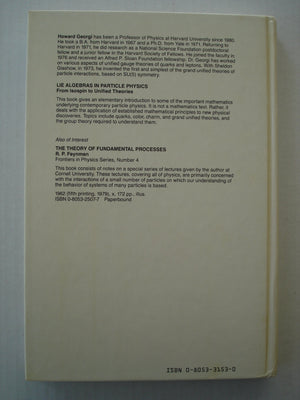 Howard Georgi has been a Professor of Physics at Harvard University since 1980.
He took a B.A. from Harvard in 1967 and a Ph.D. from Yale in 1971. Returning to
Harvard in 1971, he did research as a National Science Foundation postdoctoral
fellow and a junior fellow in the Harvard Society of Fellows. He joined the faculty in
1976 and received an Alfred P. Sloan Foundation fellowship. Dr. Georgi has worked
on various aspects of unified gauge theories of quarks and leptons. With Sheldon
Glashow, in 1973, he invented the first and simplest of the grand unified theories of
particle interactions, based on SU(5) symmetry.
LIE ALGEBRAS IN PARTICLE PHYSICS
From Isospin to Unified Theories
This book gives an elementary introduction to some of the important mathematics
underlying contemporary particle physics. It is not a mathematics text. Rather, it
deals with the application of established mathematical principles to new physical
discoveries. Topics include quarks, color, charm, and grand unified theories, and
the group theory required to understand them.
Also of Interest
THE THEORY OF FUNDAMENTAL PROCESSES
R. P. Feynman
Frontiers in Physics Series, Number 4
This book consists of notes on a special series of lectures given by the author at
Cornell University. These lectures, covering all of physics, are primarily concerned
with the interactions of a small number of particles on which our understanding
of the behavior of systems of many particles is based.
1962 (fifth printing, 1979), x, 172 pp., illus.
ISBN 0-8053-2507-7 Paperbound
ISBN 0-8053-3153-0